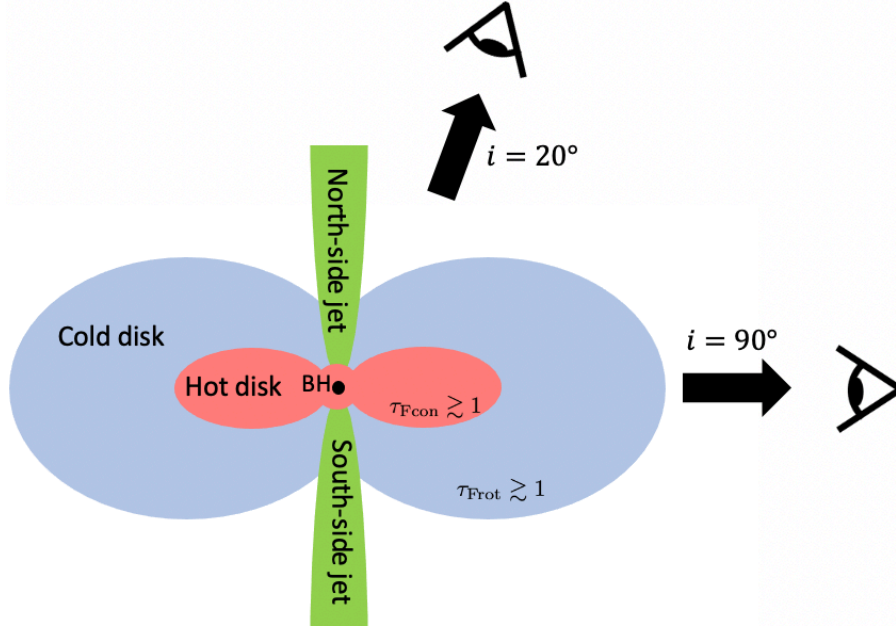 i = 20°
North-side jet
Cold disk
i = 90°
Hot disk
BH
τFcon ≳ 1
τFrot ≳ 1
South-side jet